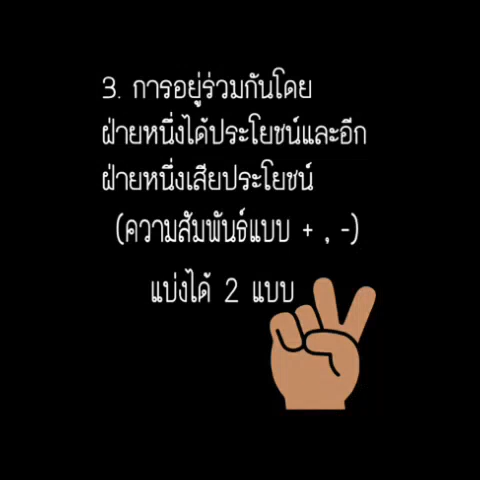 3. การอยู่ร่วมกันโดย
ฝ่ายหนึ่งได้ประโยชน์และอีก
ฝ่ายหนึ่งเสียประโยชน์
(ความสัมพันธ์แบบ + , -)
แบ่งได้ 2 แบบ